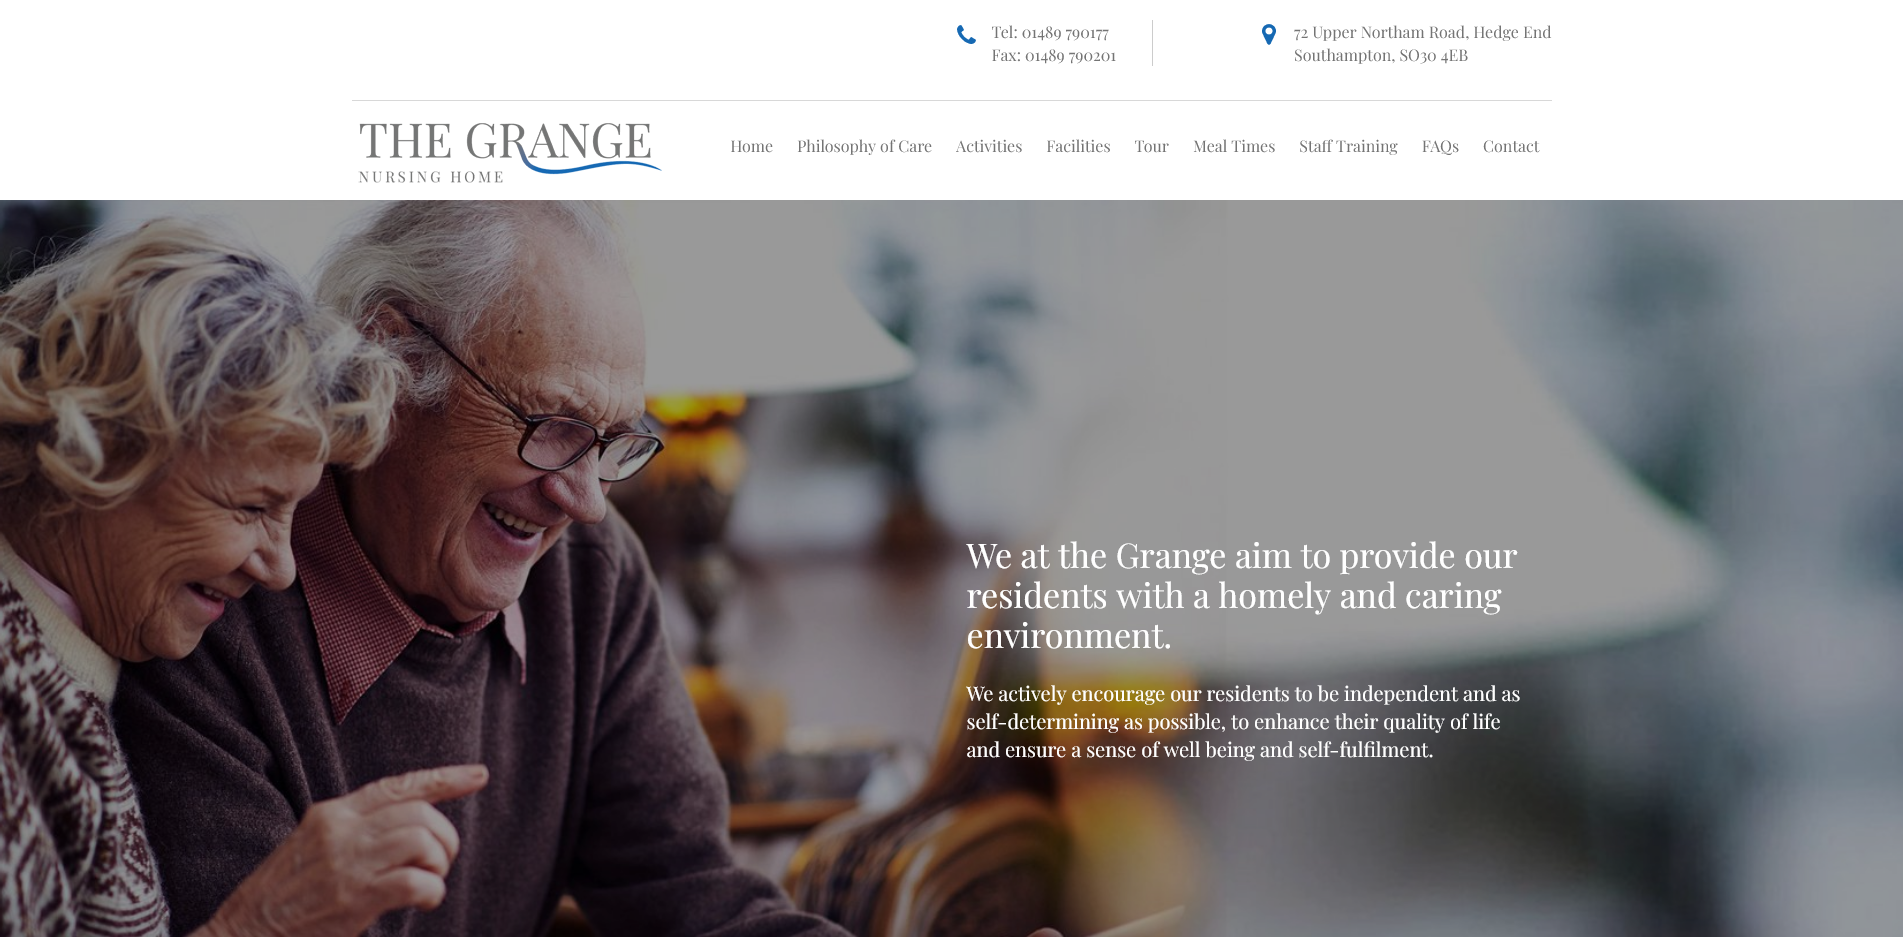 Tel: 01489 790177
Fax: 01489 790201
72 Upper Northam Road, Hedge End
Southampton, SO30 4EB
THE GRANGE
NURSING HOME
Home Philosophy of Care Activities Facilities Tour Meal Times Staff Training FAQs Contact
We at the Grange aim to provide our
residents with a homely and caring
environment.
We actively encourage our residents to be independent and as
self-determining as possible, to enhance their quality of life
and ensure a sense of well being and self-fulfilment.